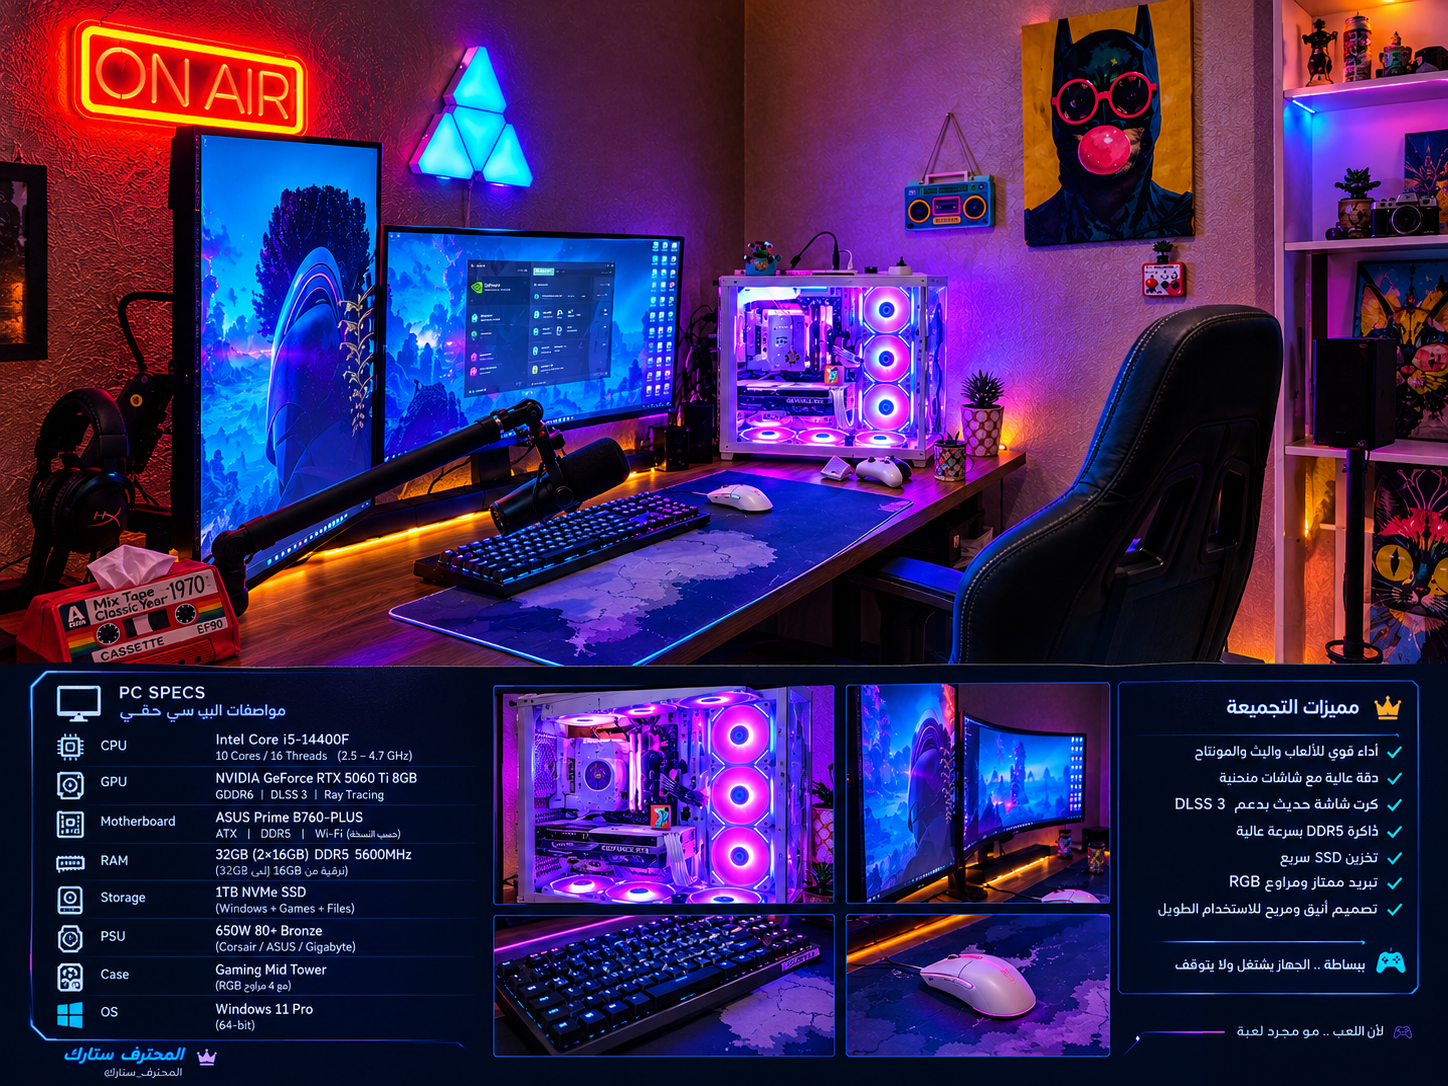 ON AIR
A
Mix Tape
Classic Year
1970
EF90
CASSETTE
HX
PC SPECS
مواصفات البي سي حقي
CPU
Intel Core i5-14400F
10 Cores / 16 Threads (2.5 – 4.7 GHz)
GPU
NVIDIA GeForce RTX 5060 Ti 8GB
GDDR6 | DLSS 3 | Ray Tracing
Motherboard
ASUS Prime B760-PLUS
ATX | DDR5 | Wi-Fi (حسب النسخة)
RAM
32GB (2×16GB) DDR5 5600MHz
(ترقية من 16GB إلى 32GB)
Storage
1TB NVMe SSD
(Windows + Games + Files)
PSU
650W 80+ Bronze
(Corsair / ASUS / Gigabyte)
Case
Gaming Mid Tower
(مع 4 مراوح RGB)
OS
Windows 11 Pro
(64-bit)
المحترف ستارك
@المحترف_ستارك
GEFORCE RTX
مميزات التجميعة
أداء قوي للألعاب والبث والمونتاج
دقة عالية مع شاشات منحنية
كرت شاشة حديث بدعم DLSS 3
ذاكرة DDR5 بسرعة عالية
تخزين SSD سريع
تبريد ممتاز ومراوح RGB
تصميم أنيق ومريح للاستخدام الطويل
ببساطة .. الجهاز يشتغل ولا يتوقف
لأن اللعب .. مو مجرد لعبة